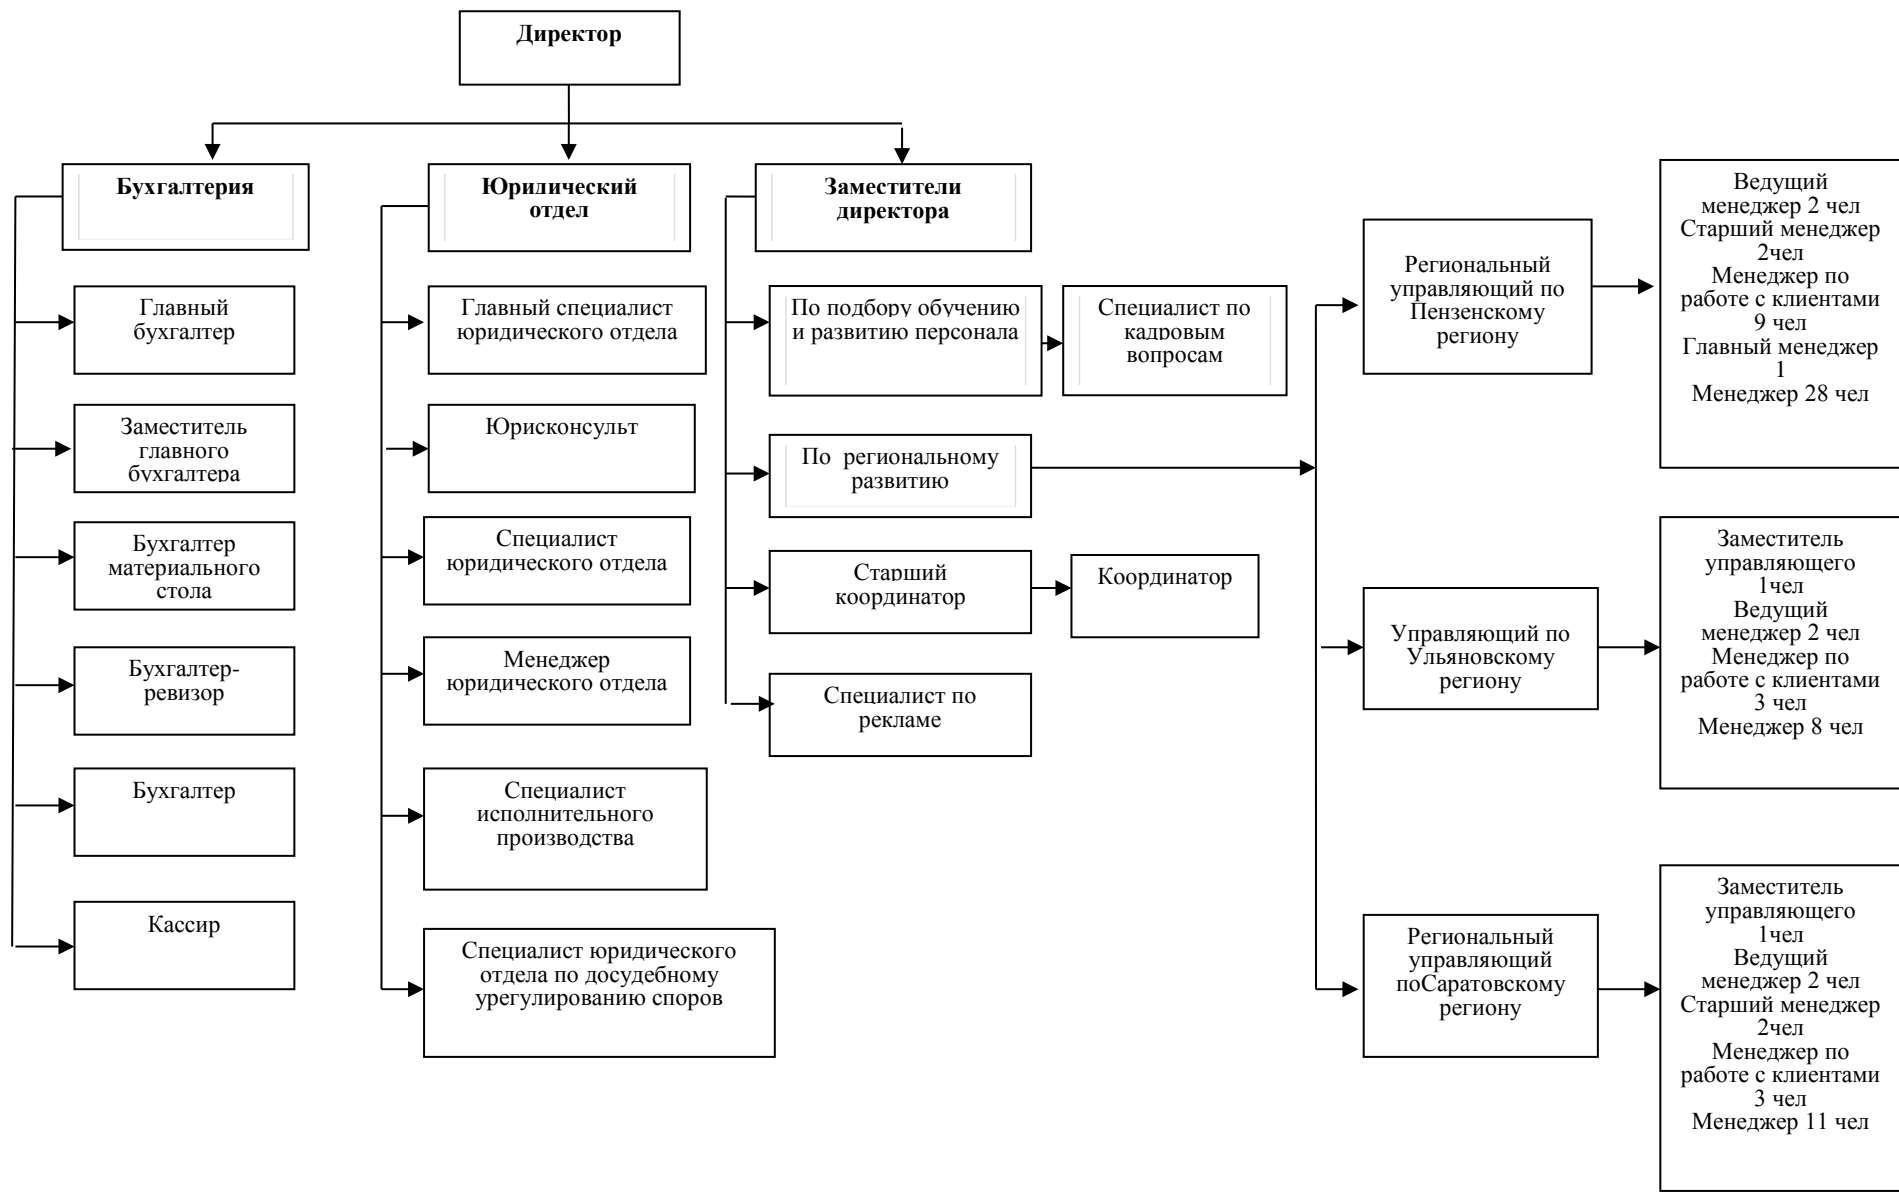 Директор
Бухгалтерия
Главный
бухгалтер
Заместитель
главного
бухгалтера
Бухгалтер
материального
стола
Бухгалтер-
ревизор
Бухгалтер
Кассир
Юридический
отдел
Главный специалист
юридического отдела
Юрисконсульт
Специалист
юридического отдела
Менеджер
юридического отдела
Специалист
исполнительного
производства
Специалист юридического
отдела по досудебному
урегулированию споров
Заместители
директора
По подбору обучению
и развитию персонала
Специалист по
кадровым
вопросам
По региональному
развитию
Старший
координатор
Координатор
Специалист по
рекламе
Региональный
управляющий по
Пензенскому
региону
Ведущий
менеджер 2 чел
Старший менеджер
2чел
Менеджер по
работе с клиентами
9 чел
Главный менеджер
1
Менеджер 28 чел
Управляющий по
Ульяновскому
региону
Заместитель
управляющего
1чел
Ведущий
менеджер 2 чел
Менеджер по
работе с клиентами
3 чел
Менеджер 8 чел
Региональный
управляющий
поСаратовскому
региону
Заместитель
управляющего
1чел
Ведущий
менеджер 2 чел
Старший менеджер
2чел
Менеджер по
работе с клиентами
3 чел
Менеджер 11 чел